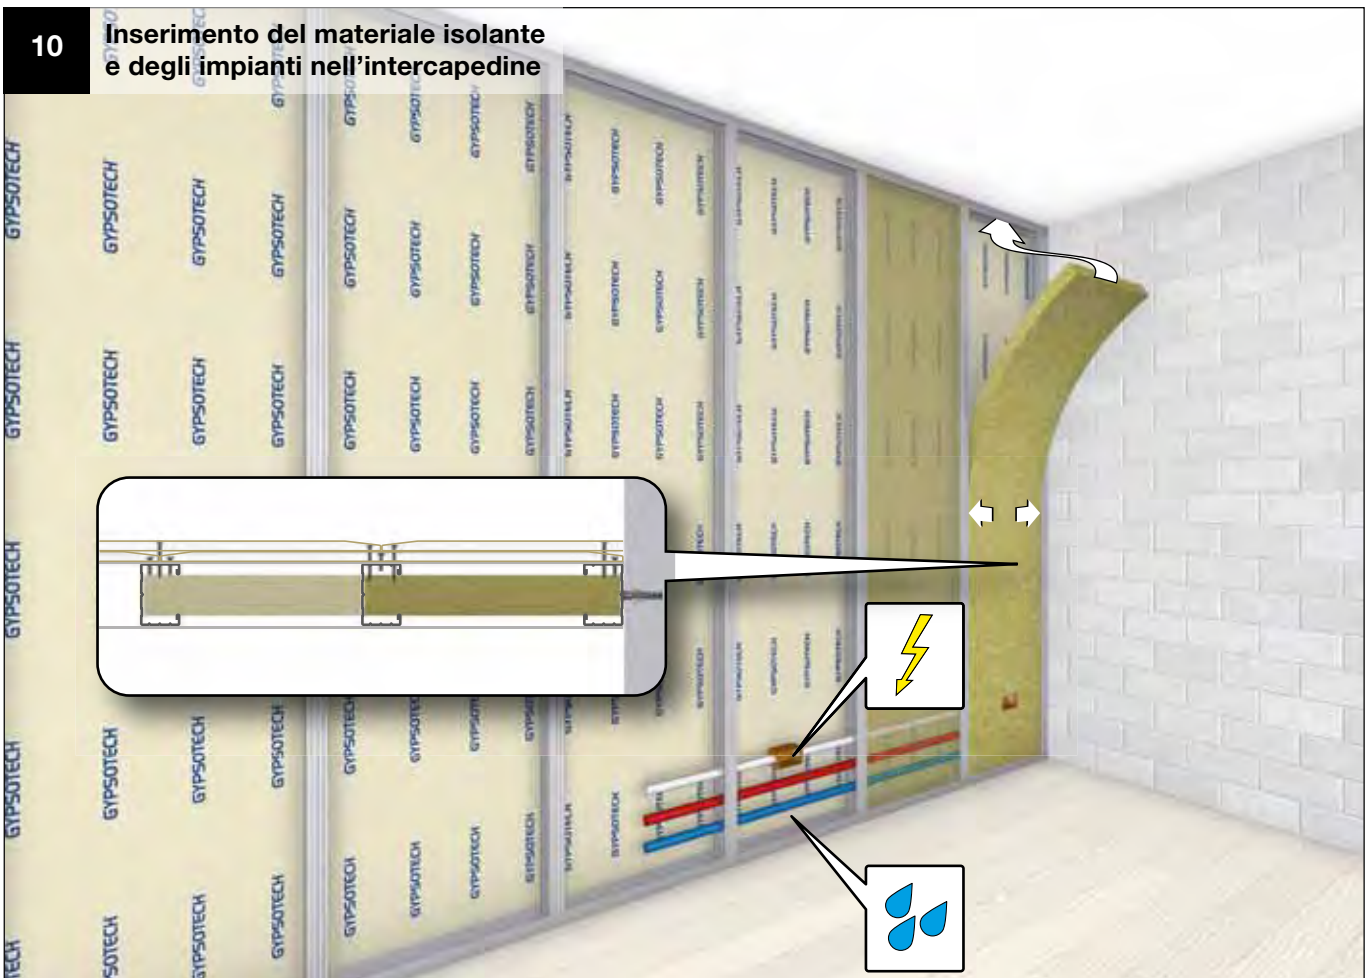 10
Inserimento del materiale isolante
e degli impianti nell'intercapedine
GYPSOTECH